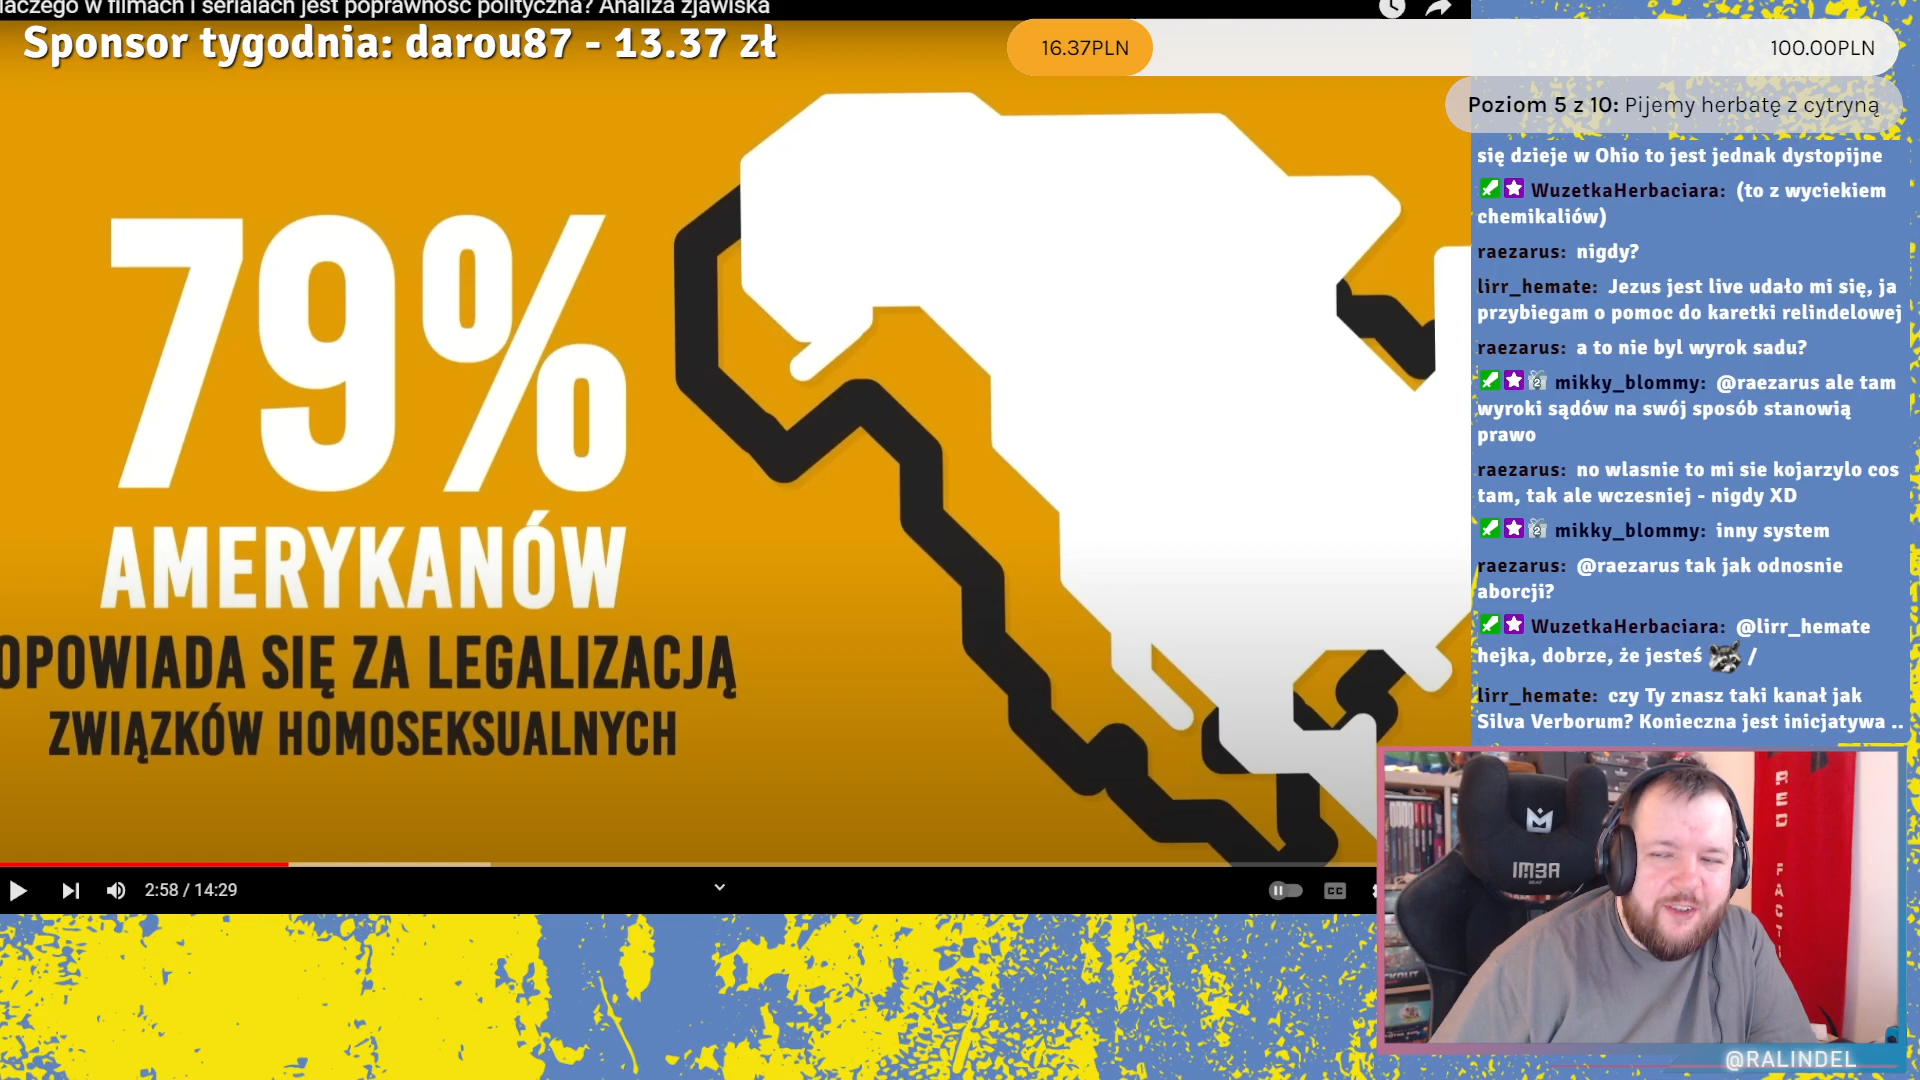 laczego w filmach i serialach jest poprawność polityczna? Analiza zjawiska
Sponsor tygodnia: darou87 - 13.37 zł
16.37PLN
100.00PLN
Poziom 5 z 10: Pijemy herbatę z cytryną
79%
AMERYKANÓW
OPOWIADA SIĘ ZA LEGALIZACJĄ
ZWIĄZKÓW HOMOSEKSUALNYCH
się dzieje w Ohio to jest jednak dystopijne
WuzetkaHerbaciara: (to z wyciekiem
chemikaliów)
raezarus: nigdy?
lirr_hemate: Jezus jest live udało mi się, ja
przybiegam o pomoc do karetki relindelowej
raezarus: a to nie byl wyrok sadu?
mikky_blommy: @raezarus ale tam
wyroki sądów na swój sposób stanowią
prawo
raezarus: no wlasnie to mi sie kojarzylo cos
tam, tak ale wczesniej - nigdy XD
mikky_blommy: inny system
raezarus: @raezarus tak jak odnosnie
aborcji?
WuzetkaHerbaciara: @lirr_hemate
hejka, dobrze, że jesteś /
lirr_hemate: czy Ty znasz taki kanał jak
Silva Verborum? Konieczna jest inicjatywa ..
2:58 / 14:29
CC
IM3A
RED FACTI
@RALINDEL